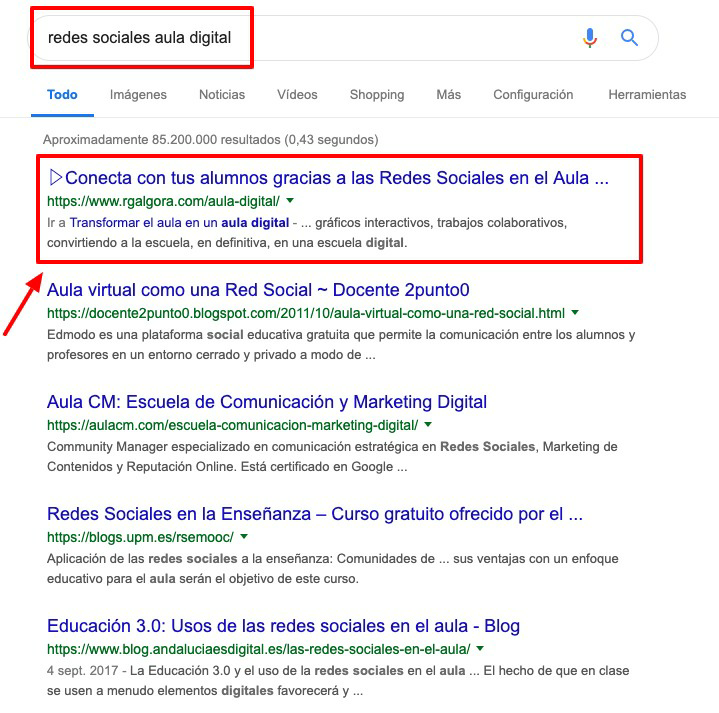 redes sociales aula digital
Todo Imágenes Noticias Vídeos Shopping Más Configuración Herramientas
Aproximadamente 85.200.000 resultados (0,43 segundos)
▷Conecta con tus alumnos gracias a las Redes Sociales en el Aula ...
https://www.rgalgora.com/aula-digital/
Ir a Transformar el aula en un aula digital - ... gráficos interactivos, trabajos colaborativos,
convirtiendo a la escuela, en definitiva, en una escuela digital.
Aula virtual como una Red Social ~ Docente 2punto0
https://docente2punto0.blogspot.com/2011/10/aula-virtual-como-una-red-social.html
Edmodo es una plataforma social educativa gratuita que permite la comunicación entre los alumnos y
profesores en un entorno cerrado y privado a modo de ...
Aula CM: Escuela de Comunicación y Marketing Digital
https://aulacm.com/escuela-comunicacion-marketing-digital/
Community Manager especializado en comunicación estratégica en Redes Sociales, Marketing de
Contenidos y Reputación Online. Está certificado en Google ...
Redes Sociales en la Enseñanza – Curso gratuito ofrecido por el ...
https://blogs.upm.es/rsemooc/
Aplicación de las redes sociales a la enseñanza: Comunidades de ... sus ventajas con un enfoque
educativo para el aula serán el objetivo de este curso.
Educación 3.0: Usos de las redes sociales en el aula - Blog
https://www.blog.andaluciaesdigital.es/las-redes-sociales-en-el-aula/
4 sept. 2017 - La Educación 3.0 y el uso de la redes sociales en el aula ... El hecho de que en clase
se usen a menudo elementos digitales favorecerá y ...